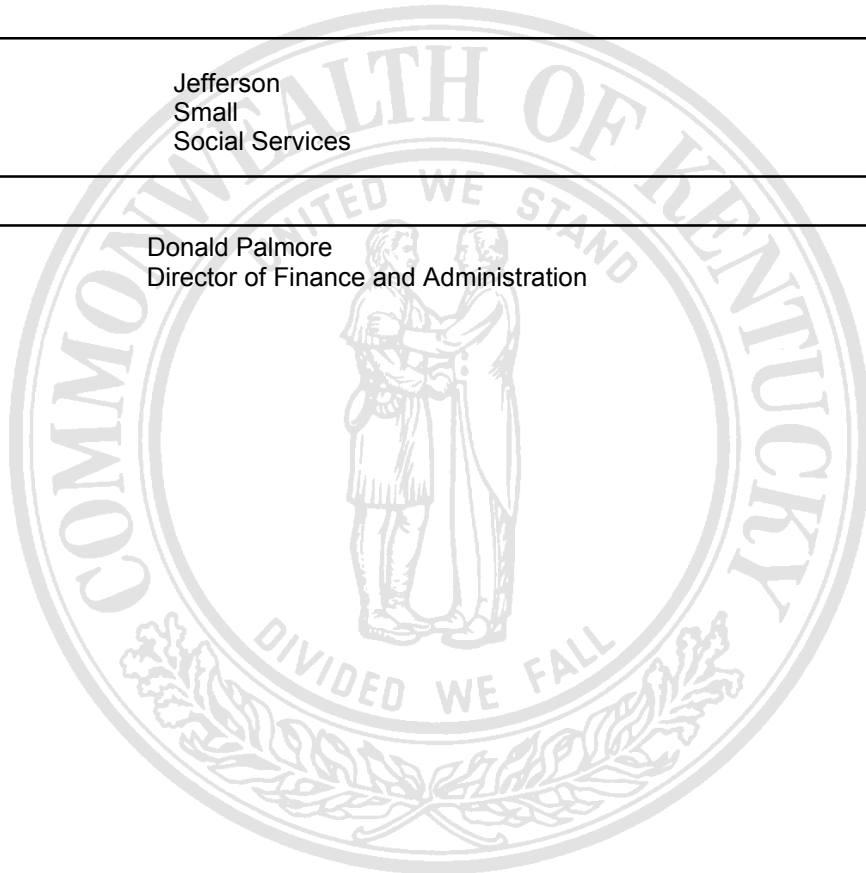 Jefferson
Small
Social Services
Donald Palmore
Director of Finance and Administration
COMMONWEALTH OF KENTUCKY
UNITED WE STAND
DIVIDED WE FALL